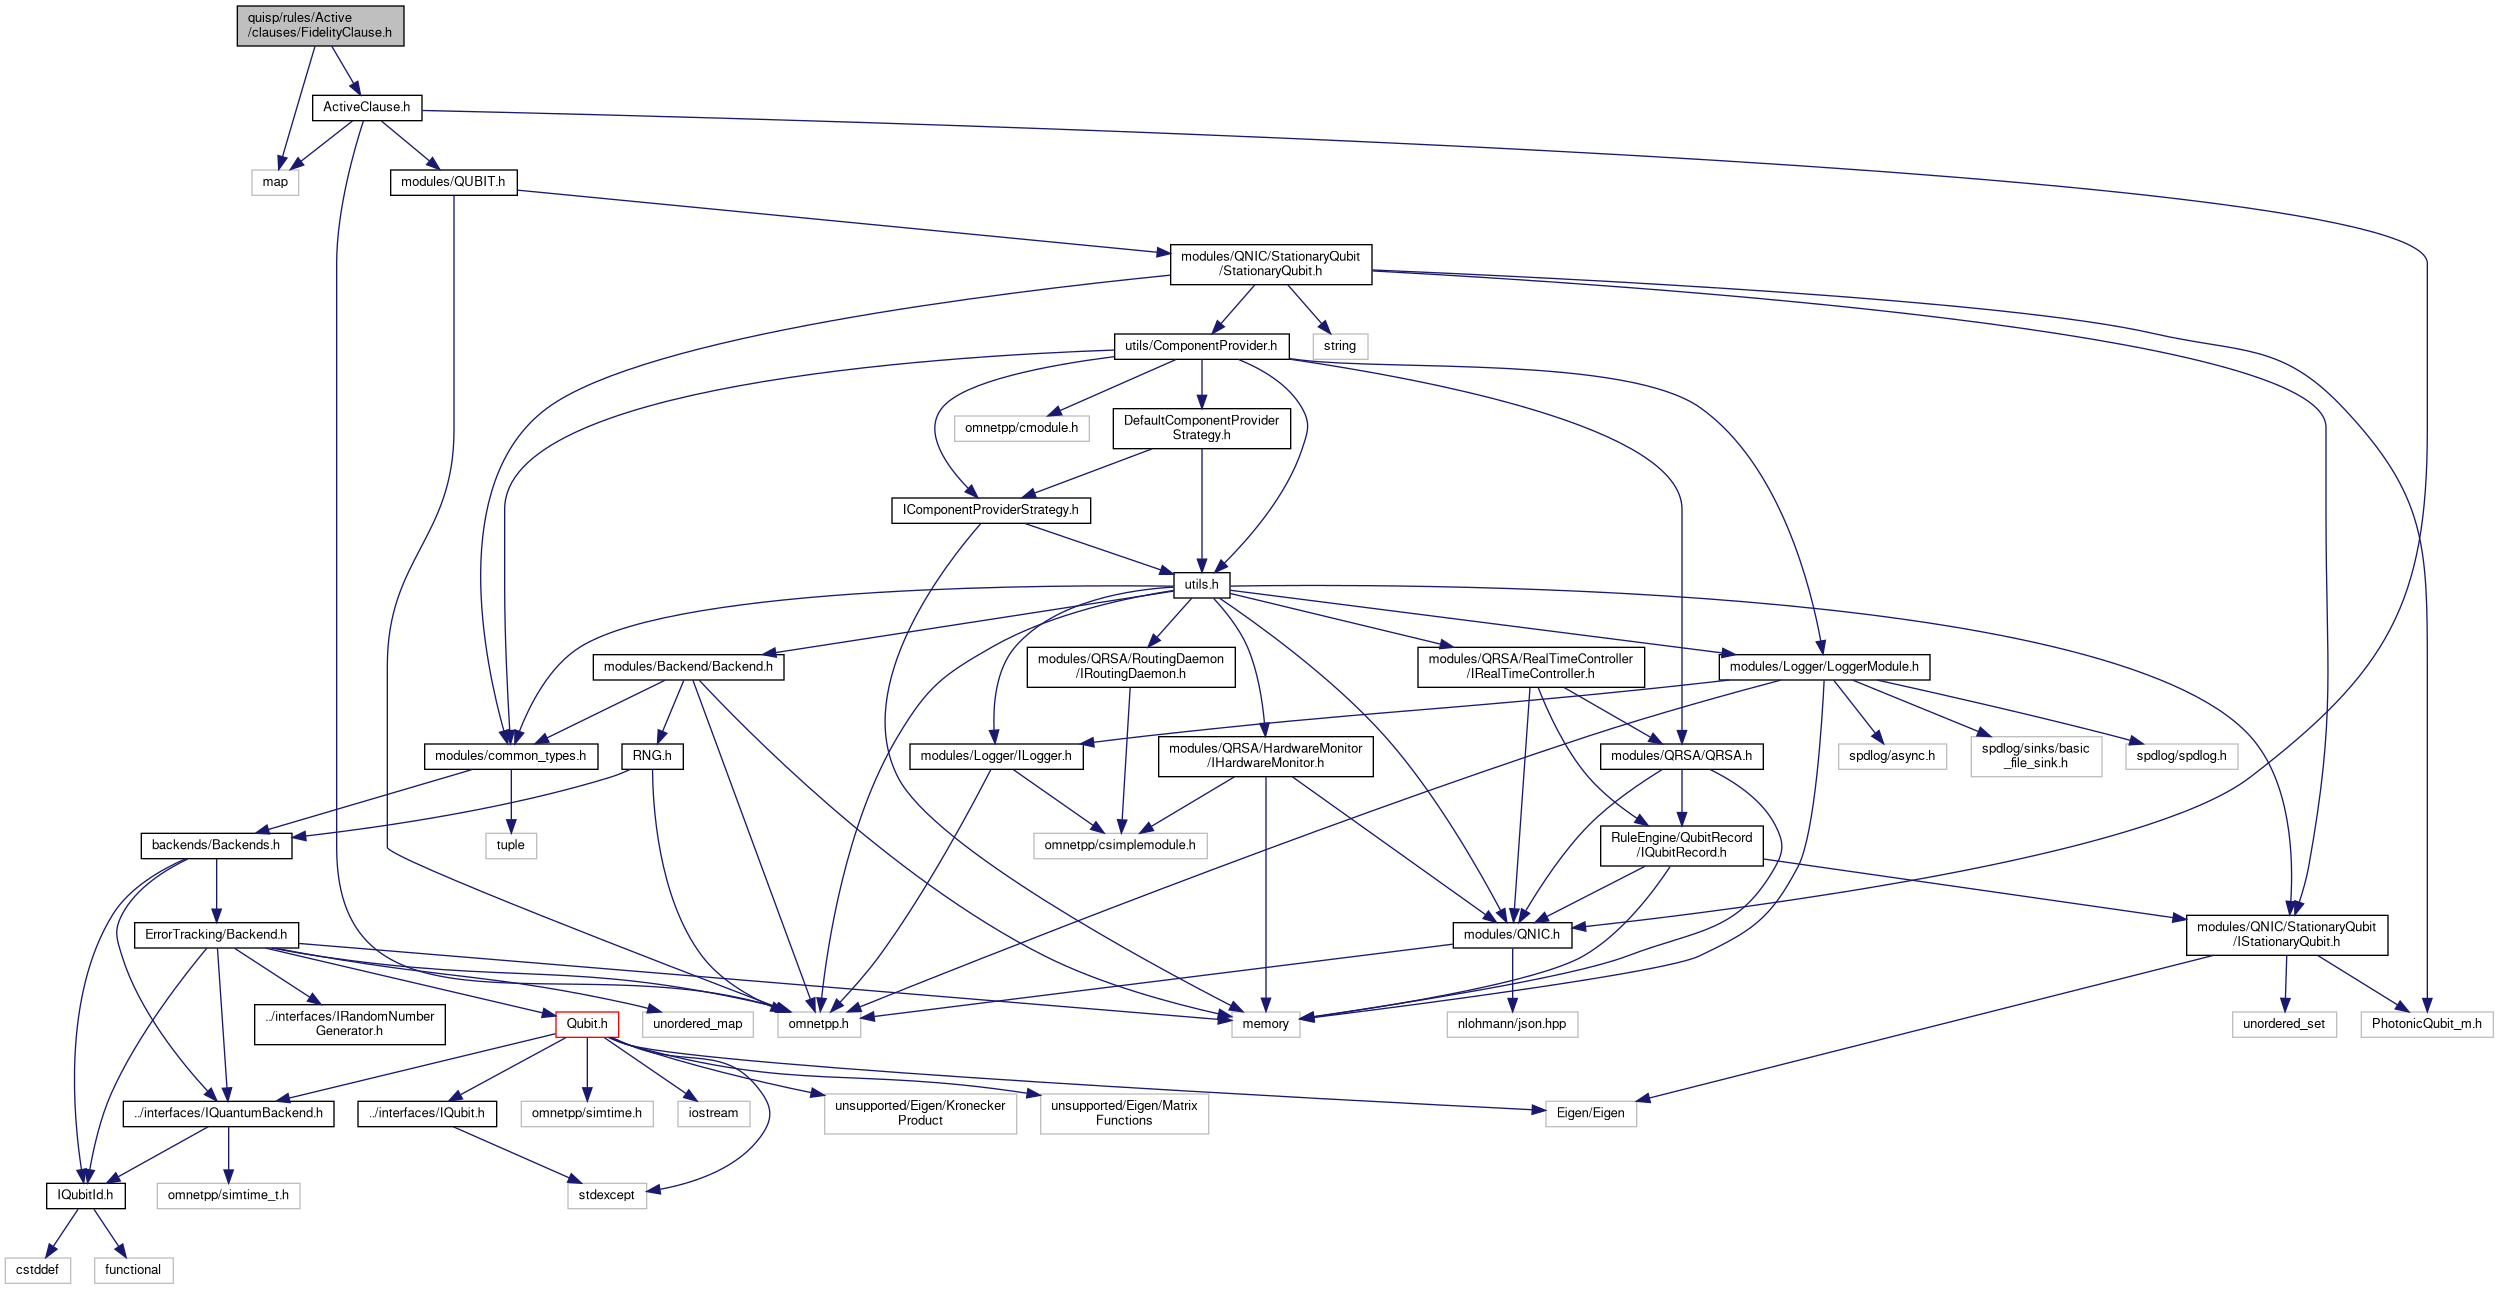 quisp/rules/Active
/clauses/FidelityClause.h
ActiveClause.h
map
modules/QUBIT.h
modules/QNIC/StationaryQubit
/StationaryQubit.h
utils/ComponentProvider.h
string
omnetpp/cmodule.h
DefaultComponentProvider
Strategy.h
IComponentProviderStrategy.h
utils.h
modules/Backend/Backend.h
modules/QRSA/RoutingDaemon
/IRoutingDaemon.h
modules/QRSA/RealTimeController
/IRealTimeController.h
modules/Logger/LoggerModule.h
modules/common_types.h
RNG.h
modules/Logger/ILogger.h
modules/QRSA/HardwareMonitor
/IHardwareMonitor.h
modules/QRSA/QRSA.h
spdlog/async.h
spdlog/sinks/basic
_file_sink.h
spdlog/spdlog.h
backends/Backends.h
tuple
omnetpp/csimplemodule.h
RuleEngine/QubitRecord
/IQubitRecord.h
ErrorTracking/Backend.h
modules/QNIC.h
modules/QNIC/StationaryQubit
/IStationaryQubit.h
../interfaces/IRandomNumber
Generator.h
Qubit.h
unordered_map
omnetpp.h
memory
nlohmann/json.hpp
unordered_set
PhotonicQubit_m.h
../interfaces/IQuantumBackend.h
../interfaces/IQubit.h
omnetpp/simtime.h
iostream
unsupported/Eigen/Kronecker
Product
unsupported/Eigen/Matrix
Functions
Eigen/Eigen
IQubitId.h
omnetpp/simtime_t.h
stdexcept
cstddef
functional